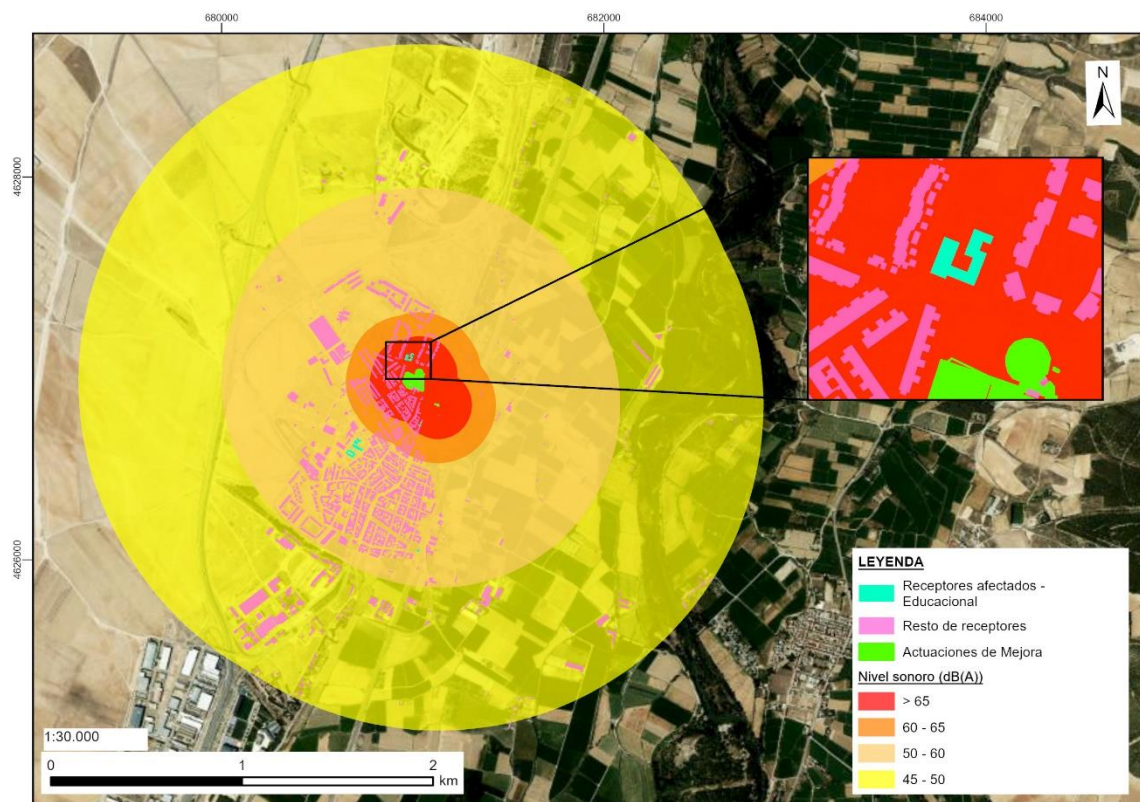 680000
682000
684000
4628000
4626000
N
LEYENDA
Receptores afectados -
Educacional
Resto de receptores
Actuaciones de Mejora
Nivel sonoro (dB(A))
> 65
60 - 65
50 - 60
45 - 50
1:30.000
0
1
2
km